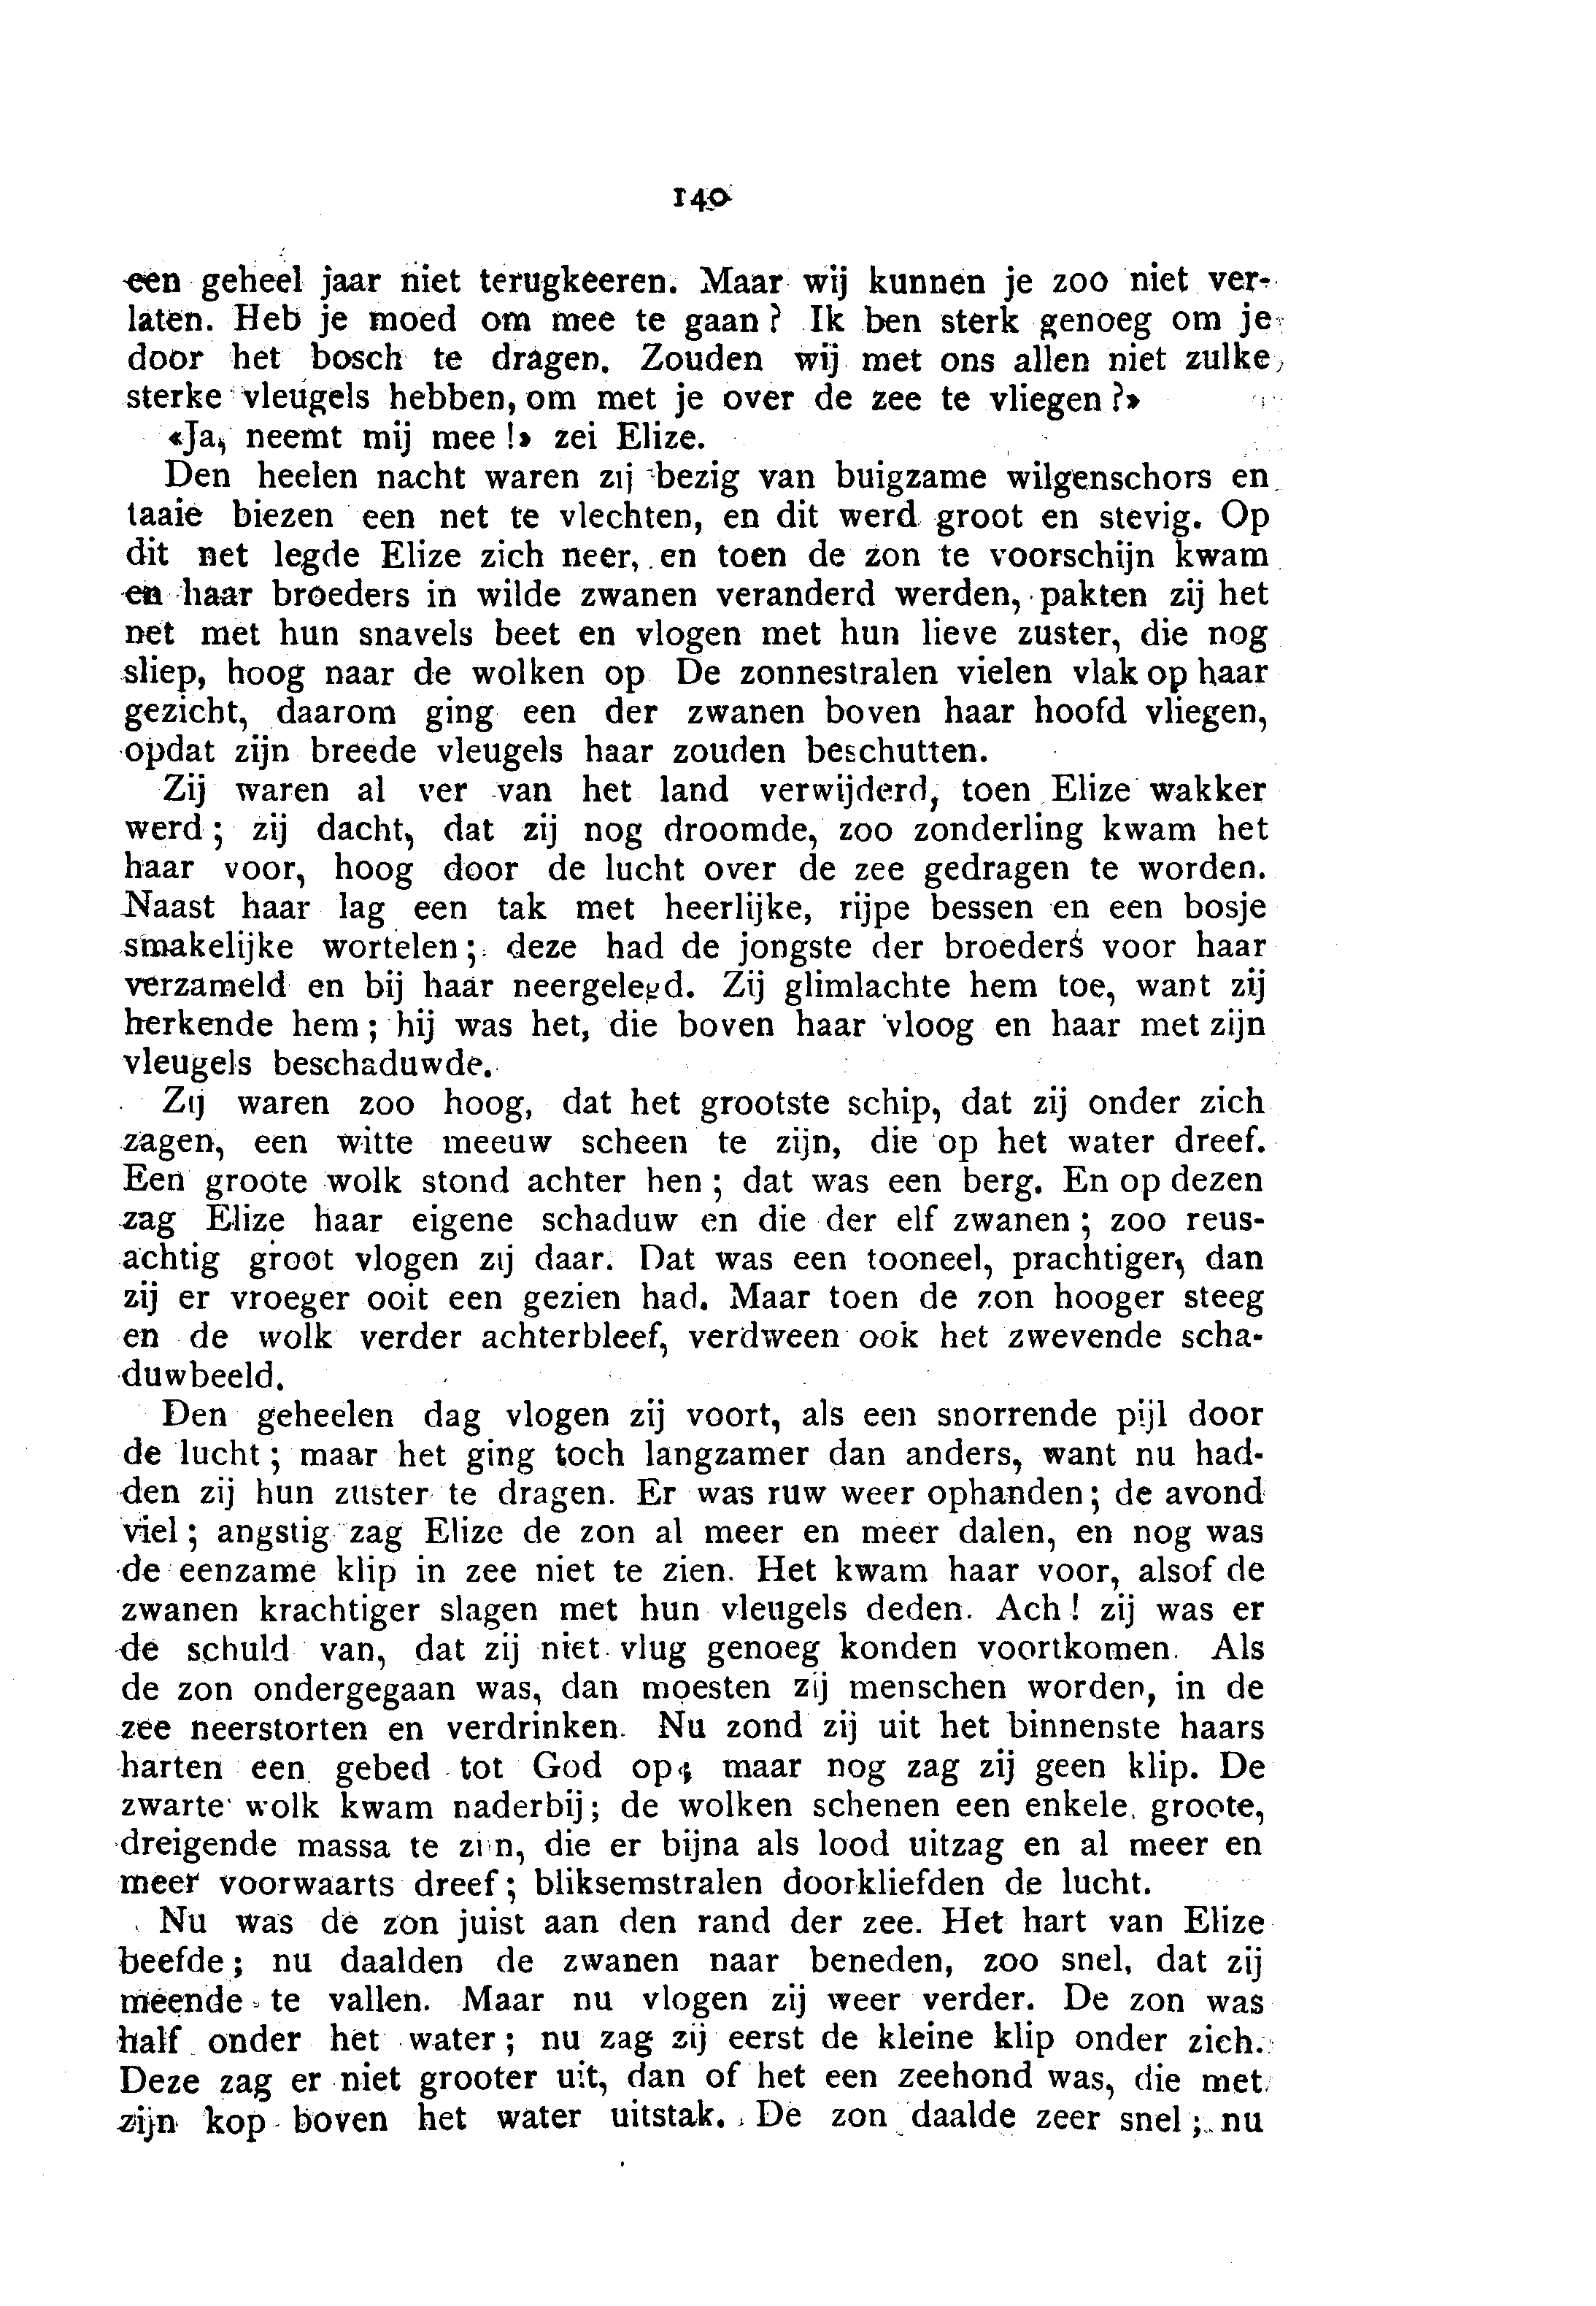 140
een geheel jaar niet terugkeeren. Maar wij kunnen je zoo niet ver-
laten. Heb je moed om mee te gaan? Ik ben sterk genoeg om je
door het bosch te dragen. Zouden wij met ons allen niet zulke
sterke vleugels hebben, om met je over de zee te vliegen?»
«Ja, neemt mij mee!» zei Elize.
Den heelen nacht waren zij bezig van buigzame wilgenschors en
taaie biezen een net te vlechten, en dit werd groot en stevig. Op
dit net legde Elize zich neer, en toen de zon te voorschijn kwam
en haar broeders in wilde zwanen veranderd werden, pakten zij het
net met hun snavels beet en vlogen met hun lieve zuster, die nog
sliep, hoog naar de wolken op De zonnestralen vielen vlak op haar
gezicht, daarom ging een der zwanen boven haar hoofd vliegen,
opdat zijn breede vleugels haar zouden beschutten.
Zij waren al ver van het land verwijderd, toen Elize wakker
werd; zij dacht, dat zij nog droomde, zoo zonderling kwam het
haar voor, hoog door de lucht over de zee gedragen te worden.
Naast haar lag een tak met heerlijke, rijpe bessen en een bosje
smakelijke wortelen; deze had de jongste der broeders voor haar
verzameld en bij haar neergelegd. Zij glimlachte hem toe, want zij
herkende hem; hij was het, die boven haar vloog en haar met zijn
vleugels beschaduwde.
Zij waren zoo hoog, dat het grootste schip, dat zij onder zich
zagen, een witte meeuw scheen te zijn, die op het water dreef.
Een groote wolk stond achter hen; dat was een berg. En op dezen
zag Elize haar eigene schaduw en die der elf zwanen; zoo reus-
achtig groot vlogen zij daar. Dat was een tooneel, prachtiger, dan
zij er vroeger ooit een gezien had. Maar toen de zon hooger steeg
en de wolk verder achterbleef, verdween ook het zwevende scha-
duwbeeld.
Den geheelen dag vlogen zij voort, als een snorrende pijl door
de lucht; maar het ging toch langzamer dan anders, want nu had-
den zij hun zuster te dragen. Er was ruw weer ophanden; de avond
viel; angstig zag Elize de zon al meer en meer dalen, en nog was
de eenzame klip in zee niet te zien. Het kwam haar voor, alsof de
zwanen krachtiger slagen met hun vleugels deden. Ach! zij was er
de schuld van, dat zij niet vlug genoeg konden voortkomen. Als
de zon ondergegaan was, dan moesten zij menschen worden, in de
zee neerstorten en verdrinken. Nu zond zij uit het binnenste haars
harten een gebed tot God op; maar nog zag zij geen klip. De
zwarte wolk kwam naderbij; de wolken schenen een enkele, groote,
dreigende massa te zijn, die er bijna als lood uitzag en al meer en
meer voorwaarts dreef; bliksemstralen doorkliefden de lucht.
Nu was de zon juist aan den rand der zee. Het hart van Elize
beefde; nu daalden de zwanen naar beneden, zoo snel, dat zij
meende te vallen. Maar nu vlogen zij weer verder. De zon was
half onder het water; nu zag zij eerst de kleine klip onder zich.
Deze zag er niet grooter uit, dan of het een zeehond was, die met
zijn kop boven het water uitstak. De zon daalde zeer snel; nu